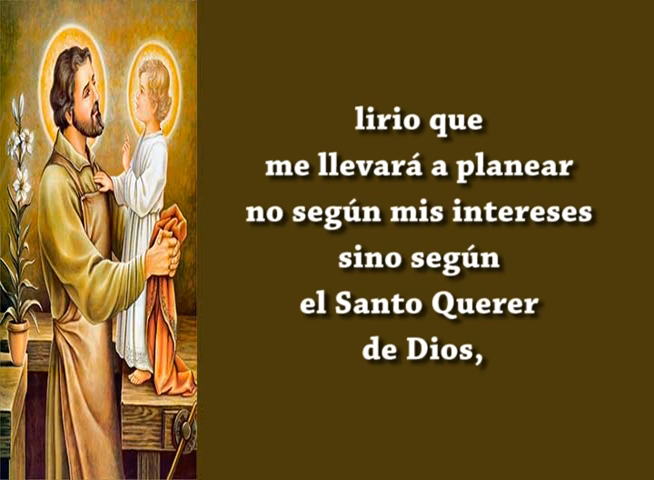 lirio que
me llevará a planear
no según mis intereses
sino según
el Santo Querer
de Dios,